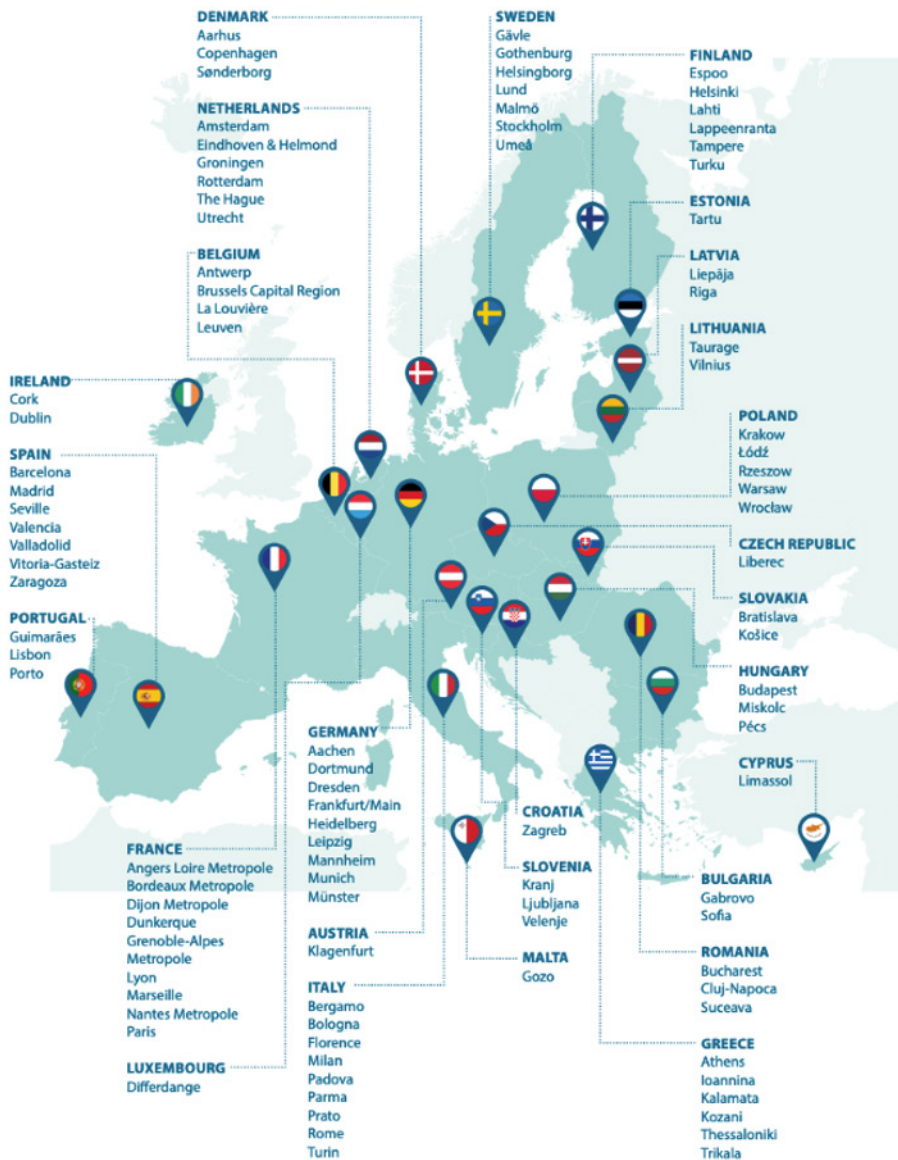 DENMARK
Aarhus
Copenhagen
Sønderborg
NETHERLANDS
Amsterdam
Eindhoven & Helmond
Groningen
Rotterdam
The Hague
Utrecht
BELGIUM
Antwerp
Brussels Capital Region
La Louvière
Leuven
SWEDEN
Gävle
Gothenburg
Helsingborg
Lund
Malmö
Stockholm
Umeå
FINLAND
Espoo
Helsinki
Lahti
Lappeenranta
Tampere
Turku
ESTONIA
Tartu
LATVIA
Liepāja
Riga
LITHUANIA
Taurage
Vilnius
IRELAND
Cork
Dublin
SPAIN
Barcelona
Madrid
Seville
Valencia
Valladolid
Vitoria-Gasteiz
Zaragoza
PORTUGAL
Guimarães
Lisbon
Porto
POLAND
Krakow
Łódź
Rzeszow
Warsaw
Wrocław
CZECH REPUBLIC
Liberec
SLOVAKIA
Bratislava
Košice
HUNGARY
Budapest
Miskolc
Pécs
CYPRUS
Limassol
FRANCE
Angers Loire Metropole
Bordeaux Metropole
Dijon Metropole
Dunkerque
Grenoble-Alpes
Metropole
Lyon
Marseille
Nantes Metropole
Paris
LUXEMBOURG
Differdange
GERMANY
Aachen
Dortmund
Dresden
Frankfurt/Main
Heidelberg
Leipzig
Mannheim
Munich
Münster
AUSTRIA
Klagenfurt
ITALY
Bergamo
Bologna
Florence
Milan
Padova
Parma
Prato
Rome
Turin
CROATIA
Zagreb
SLOVENIA
Kranj
Ljubljana
Velenje
MALTA
Gozo
BULGARIA
Gabrovo
Sofia
ROMANIA
Bucharest
Cluj-Napoca
Suceava
GREECE
Athens
Ioannina
Kalamata
Kozani
Thessaloniki
Trikala